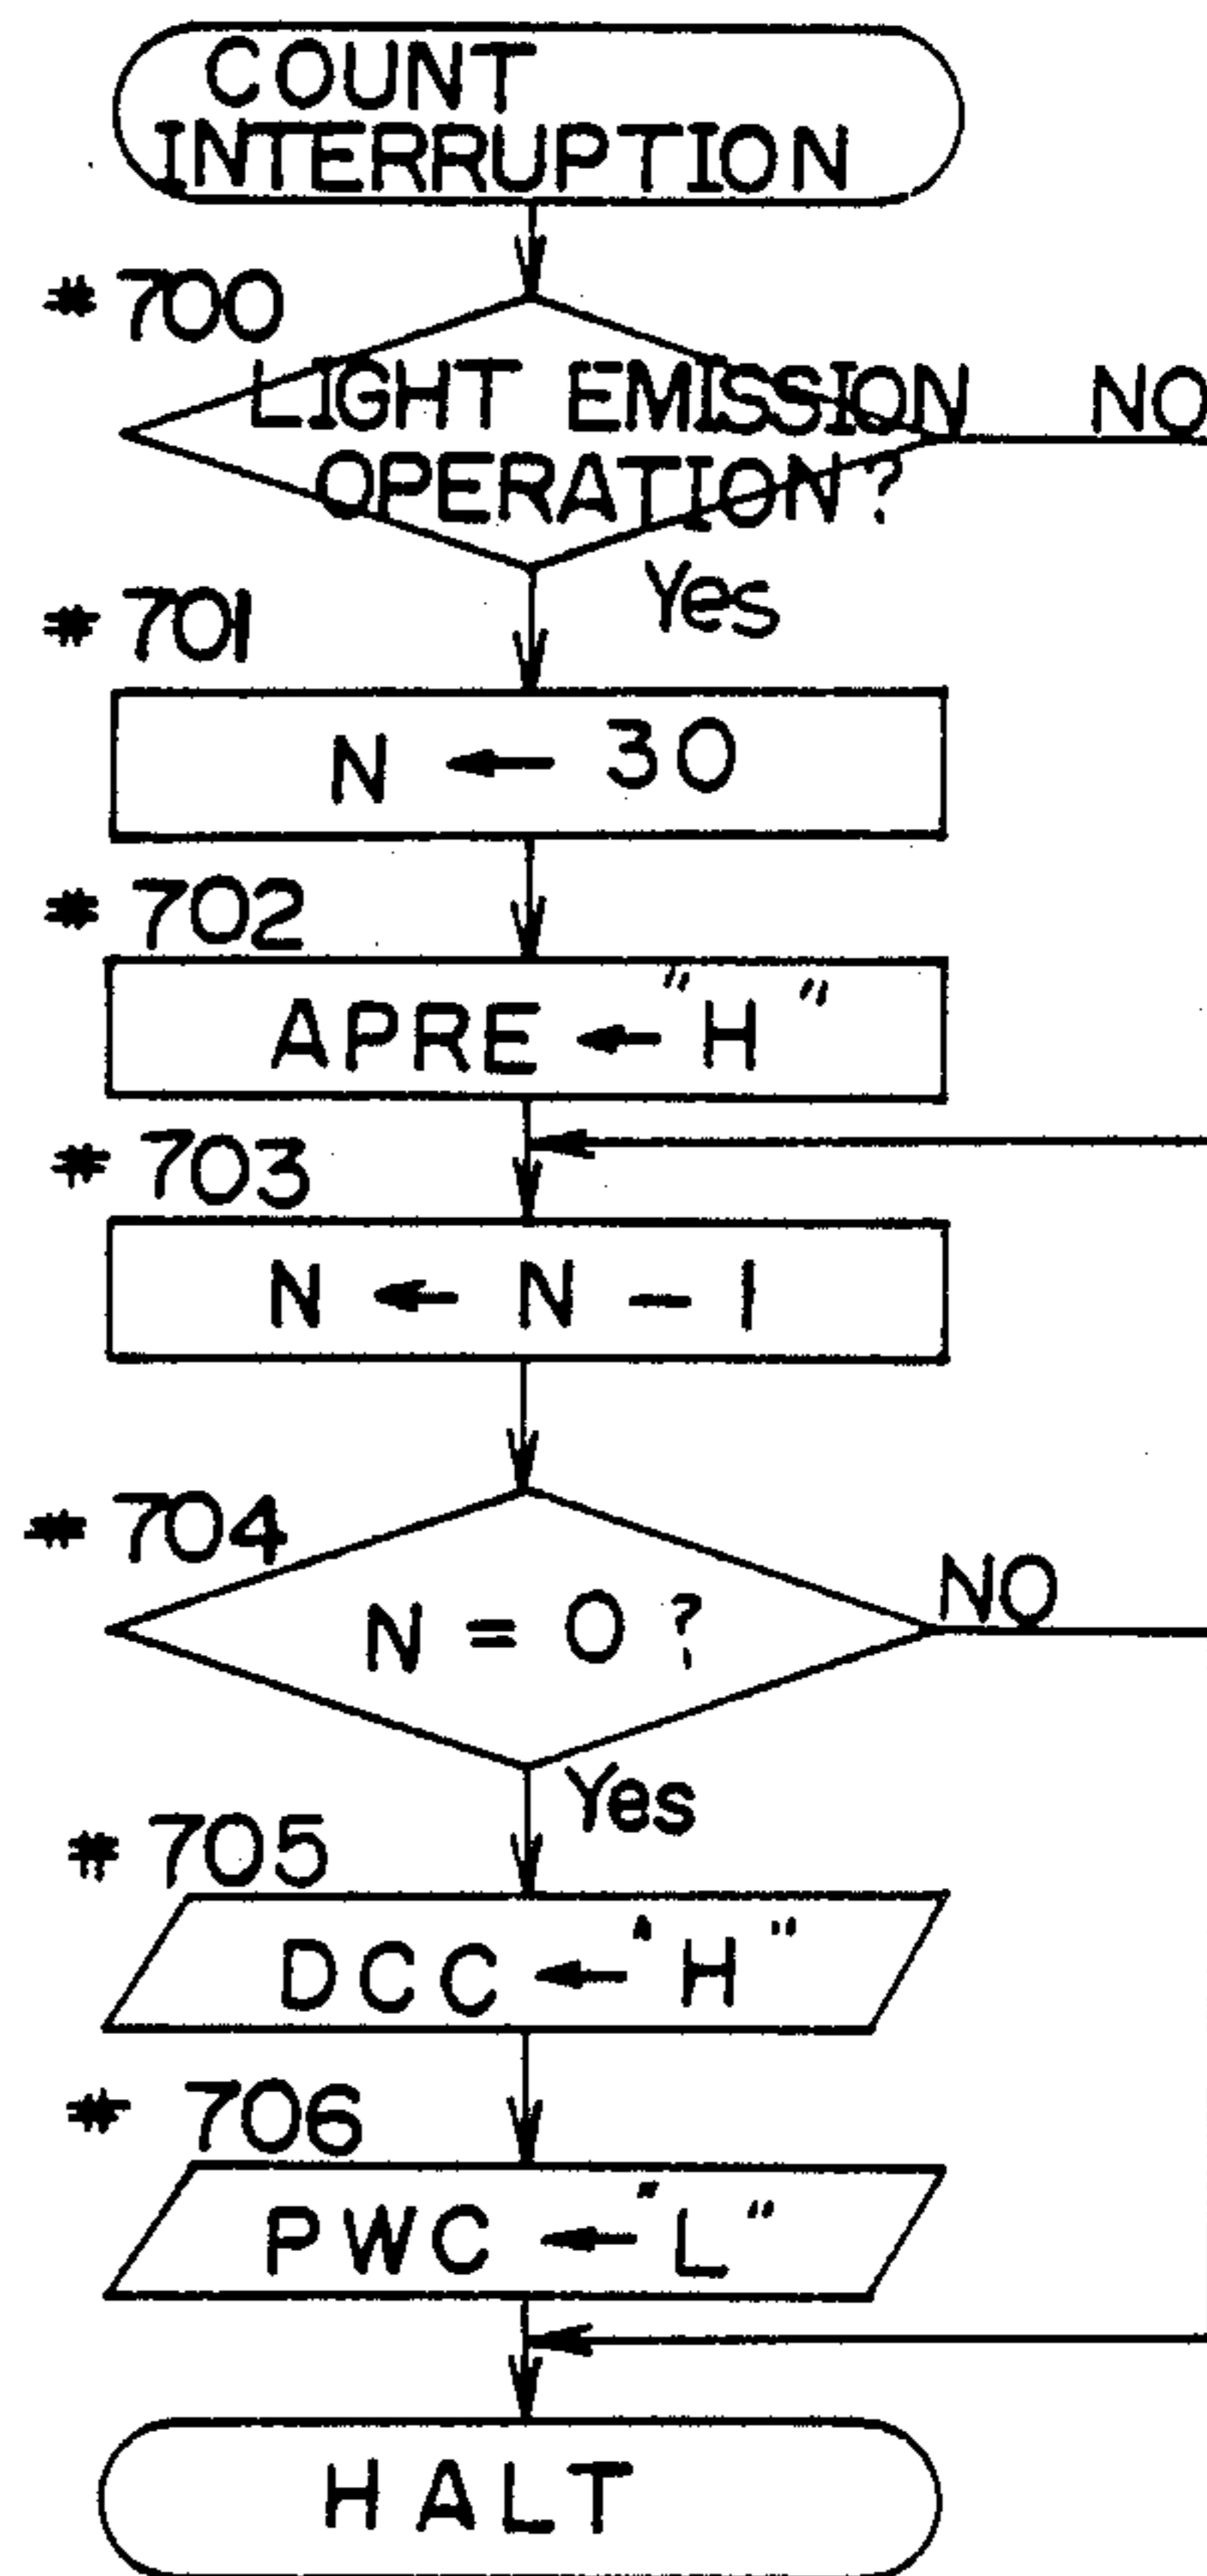 COUNT
INTERRUPTION
#700
LIGHT EMISSION
OPERATION?
NO
Yes
#701
N ← 30
#702
APRE ← "H"
#703
N ← N - 1
#704
N = 0?
NO
Yes
#705
DCC ← "H"
#706
PWC ← "L"
HALT